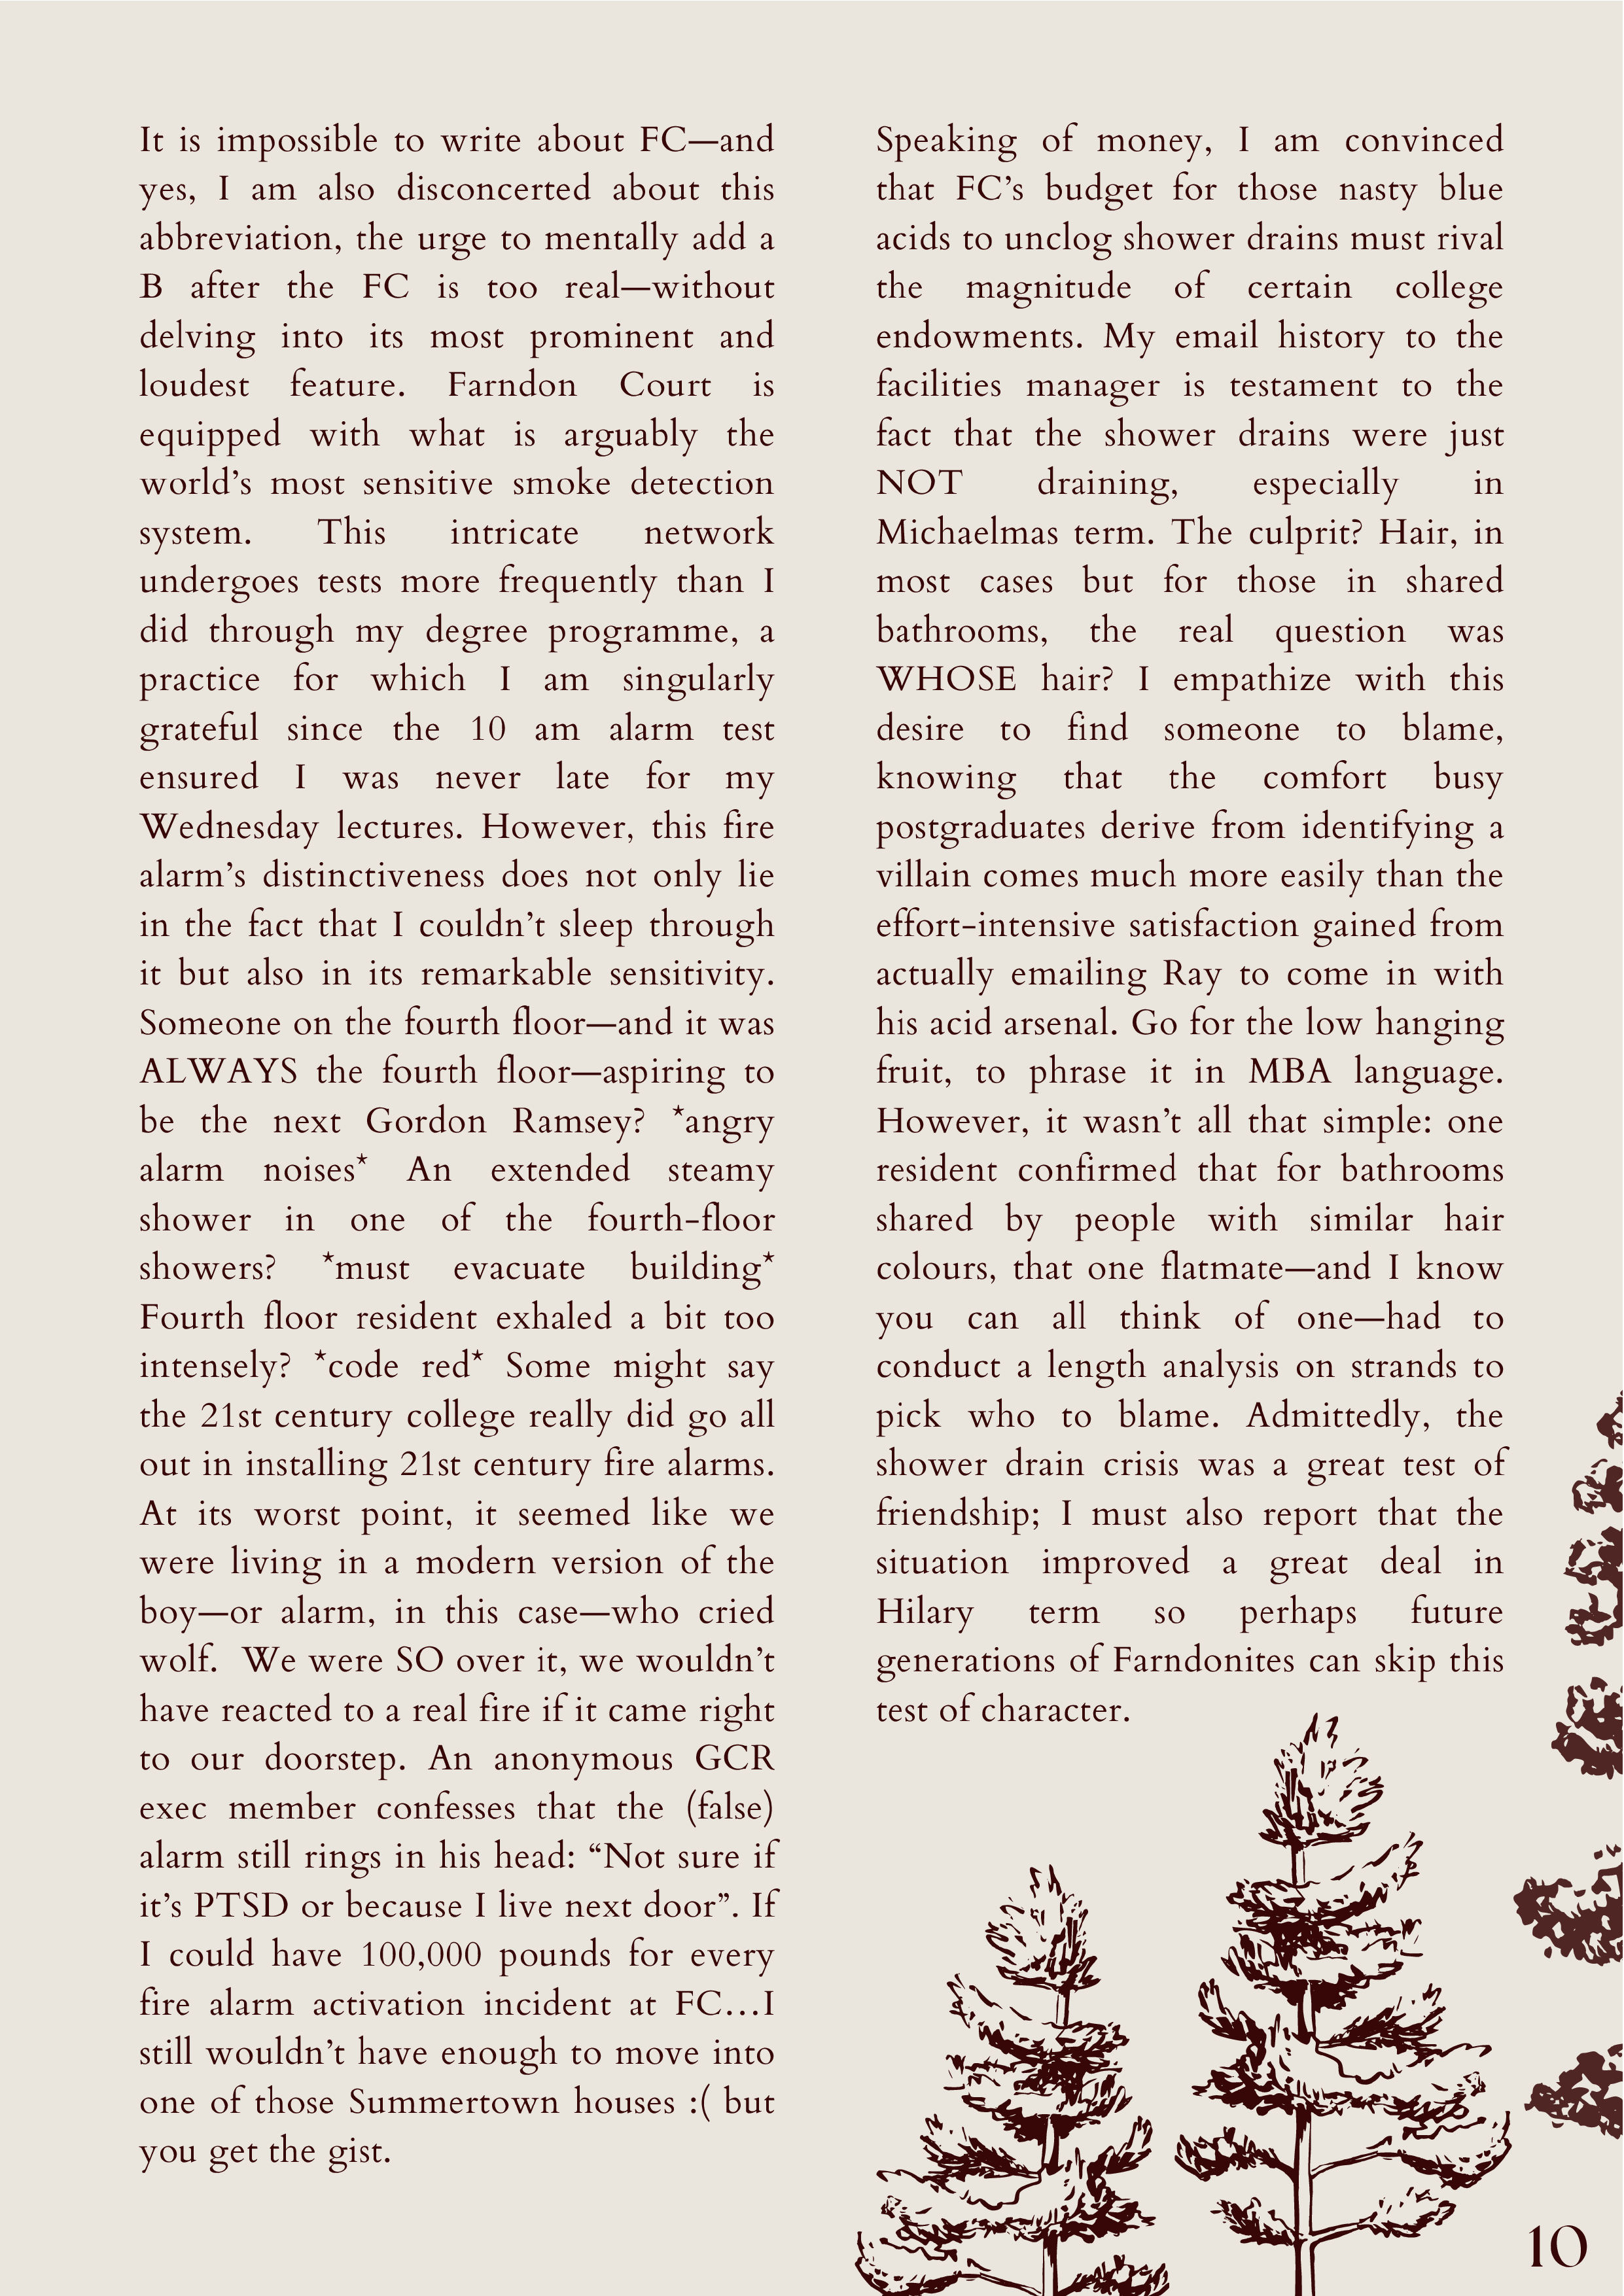 It is impossible to write about FC—and
yes, I am also disconcerted about this
abbreviation, the urge to mentally add a
B after the FC is too real—without
delving into its most prominent and
loudest feature. Farndon Court is
equipped with what is arguably the
world’s most sensitive smoke detection
system. This intricate network
undergoes tests more frequently than I
did through my degree programme, a
practice for which I am singularly
grateful since the 10 am alarm test
ensured I was never late for my
Wednesday lectures. However, this fire
alarm’s distinctiveness does not only lie
in the fact that I couldn’t sleep through
it but also in its remarkable sensitivity.
Someone on the fourth floor—and it was
ALWAYS the fourth floor—aspiring to
be the next Gordon Ramsey? *angry
alarm noises* An extended steamy
shower in one of the fourth-floor
showers? *must evacuate building*
Fourth floor resident exhaled a bit too
intensely? *code red* Some might say
the 21st century college really did go all
out in installing 21st century fire alarms.
At its worst point, it seemed like we
were living in a modern version of the
boy—or alarm, in this case—who cried
wolf. We were SO over it, we wouldn’t
have reacted to a real fire if it came right
to our doorstep. An anonymous GCR
exec member confesses that the (false)
alarm still rings in his head: “Not sure if
it’s PTSD or because I live next door”. If
I could have 100,000 pounds for every
fire alarm activation incident at FC…I
still wouldn’t have enough to move into
one of those Summertown houses :( but
you get the gist.
Speaking of money, I am convinced
that FC’s budget for those nasty blue
acids to unclog shower drains must rival
the magnitude of certain college
endowments. My email history to the
facilities manager is testament to the
fact that the shower drains were just
NOT draining, especially in
Michaelmas term. The culprit? Hair, in
most cases but for those in shared
bathrooms, the real question was
WHOSE hair? I empathize with this
desire to find someone to blame,
knowing that the comfort busy
postgraduates derive from identifying a
villain comes much more easily than the
effort-intensive satisfaction gained from
actually emailing Ray to come in with
his acid arsenal. Go for the low hanging
fruit, to phrase it in MBA language.
However, it wasn’t all that simple: one
resident confirmed that for bathrooms
shared by people with similar hair
colours, that one flatmate—and I know
you can all think of one—had to
conduct a length analysis on strands to
pick who to blame. Admittedly, the
shower drain crisis was a great test of
friendship; I must also report that the
situation improved a great deal in
Hilary term so perhaps future
generations of Farndonites can skip this
test of character.
10